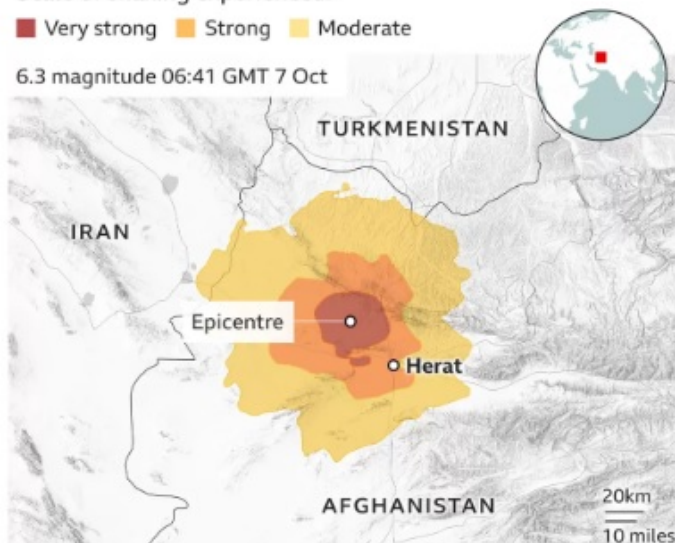 Very strong Strong Moderate
6.3 magnitude 06:41 GMT 7 Oct
TURKMENISTAN
IRAN
Epicentre
Herat
AFGHANISTAN
20km
10 miles